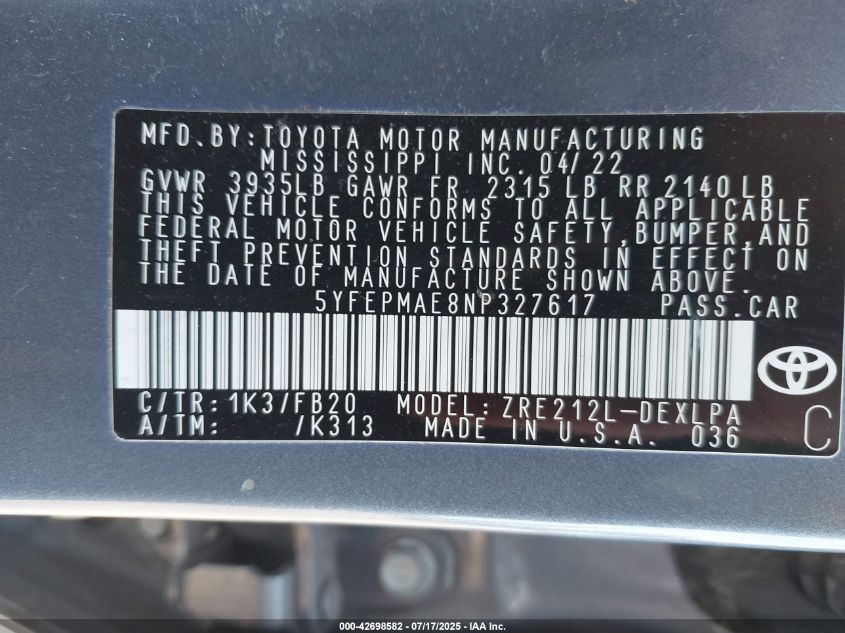 MFD. BY: TOYOTA MOTOR MANUFACTURING
MISSISSIPPI INC. 04/22
GVWR 3935LB GAWR FR 2315 LB RR 2140 LB
THIS VEHICLE CONFORMS TO ALL APPLICABLE
FEDERAL MOTOR VEHICLE SAFETY, BUMPER, AND
THEFT PREVENTION STANDARDS IN EFFECT ON
THE DATE OF MANUFACTURE SHOWN ABOVE.
5YFEPMAE8NP327617 PASS. CAR
C/TR: 1K3/FB20 MODEL: ZRE212L-DEXLPA
A/TM: /K313 MADE IN U.S.A. 036
C
000-42698582 / 07/17/2025 - IAA Inc.